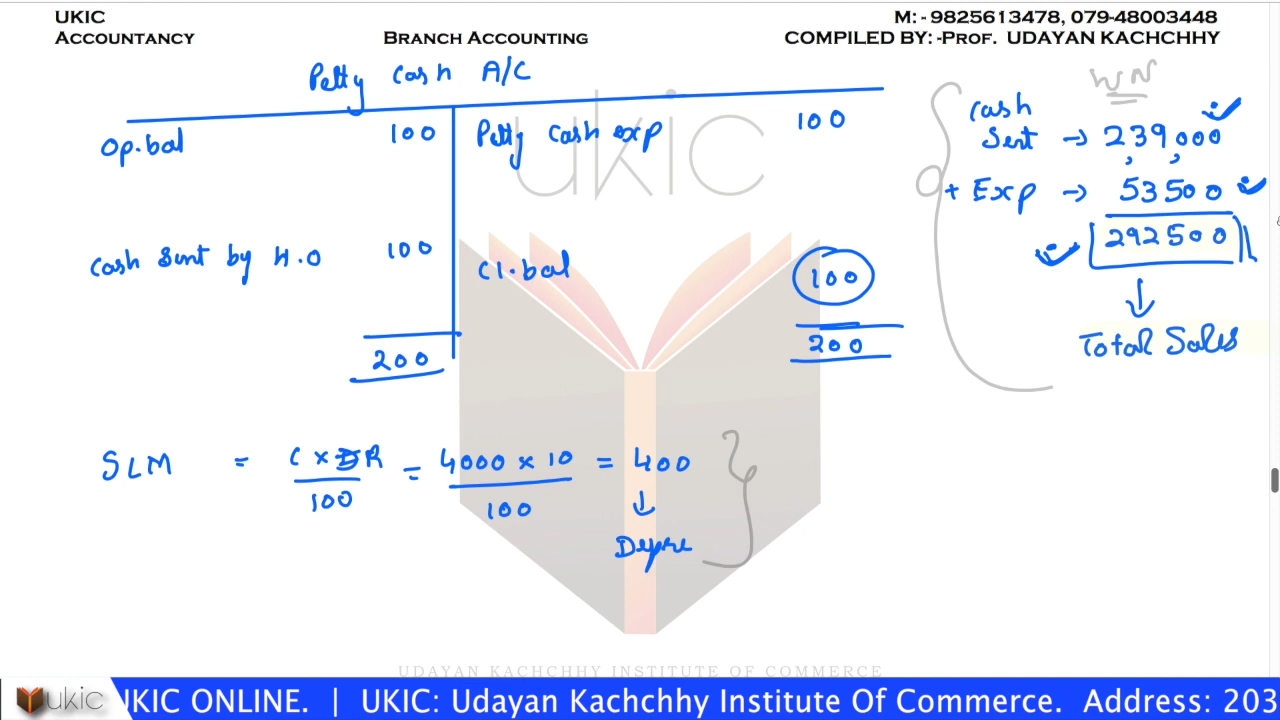 UKIC
M: - 9825613478, 079-48003448
ACCOUNTANCY
BRANCH ACCOUNTING
COMPILED BY: -PROF. UDAYAN KACHCHHY
Petty Cash A/C
Op.bal 100 Petty Cash exp 100
Cash Sent by H.O 100 Cl.bal 100
200 200
WN
Cash
Sent → 239,000
+ Exp → 53500
292500
↓
Total Sales
SLM = C × R / 100 = 4000 × 10 / 100 = 400
↓
Depre
ukic
UDAYAN KACHCHHY INSTITUTE OF COMMERCE
ukic
UKIC ONLINE. | UKIC: Udayan Kachchhy Institute Of Commerce. Address: 203